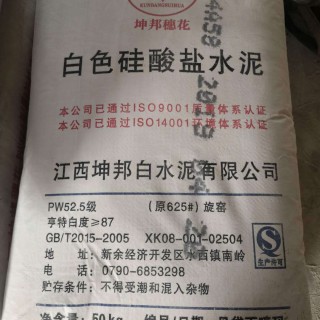 KUNBANGSUIHUA
坤邦穗花
白色硅酸盐水泥
本公司已通过ISO9001质量体系认证
本公司已通过ISO14001环境体系认证
江西坤邦白水泥有限公司
PW52.5级 （原625#）旋窑
亨特白度≥87
GB/T2015-2005 XK08-001-02504
地 址：新余经济开发区水西镇南岭
电 话：0790-6853298
贮存条件：不得受潮和混入杂物
净含量：50kg
生产许可